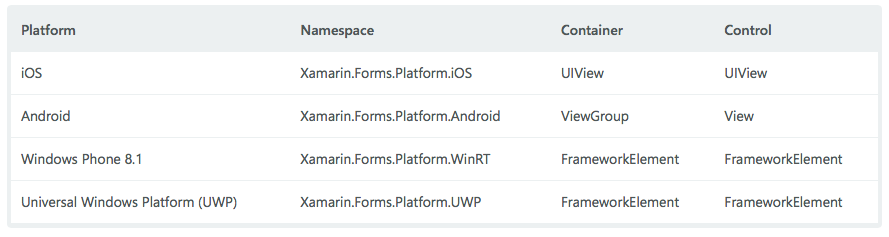 Platform Namespace Container Control
iOS Xamarin.Forms.Platform.iOS UIView UIView
Android Xamarin.Forms.Platform.Android ViewGroup View
Windows Phone 8.1 Xamarin.Forms.Platform.WinRT FrameworkElement FrameworkElement
Universal Windows Platform (UWP) Xamarin.Forms.Platform.UWP FrameworkElement FrameworkElement